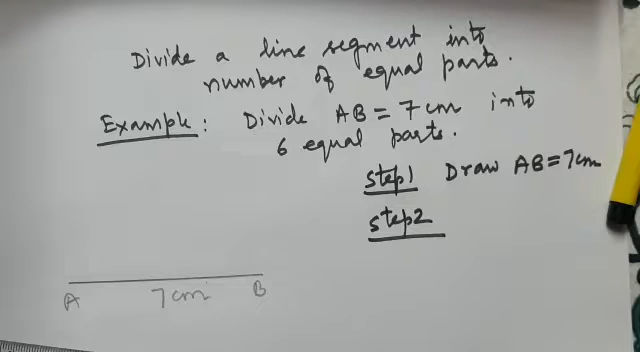 Divide a line segment into
number of equal parts.
Example: Divide AB = 7cm into
6 equal parts.
Step1 Draw AB=7cm
Step2
A 7cm B